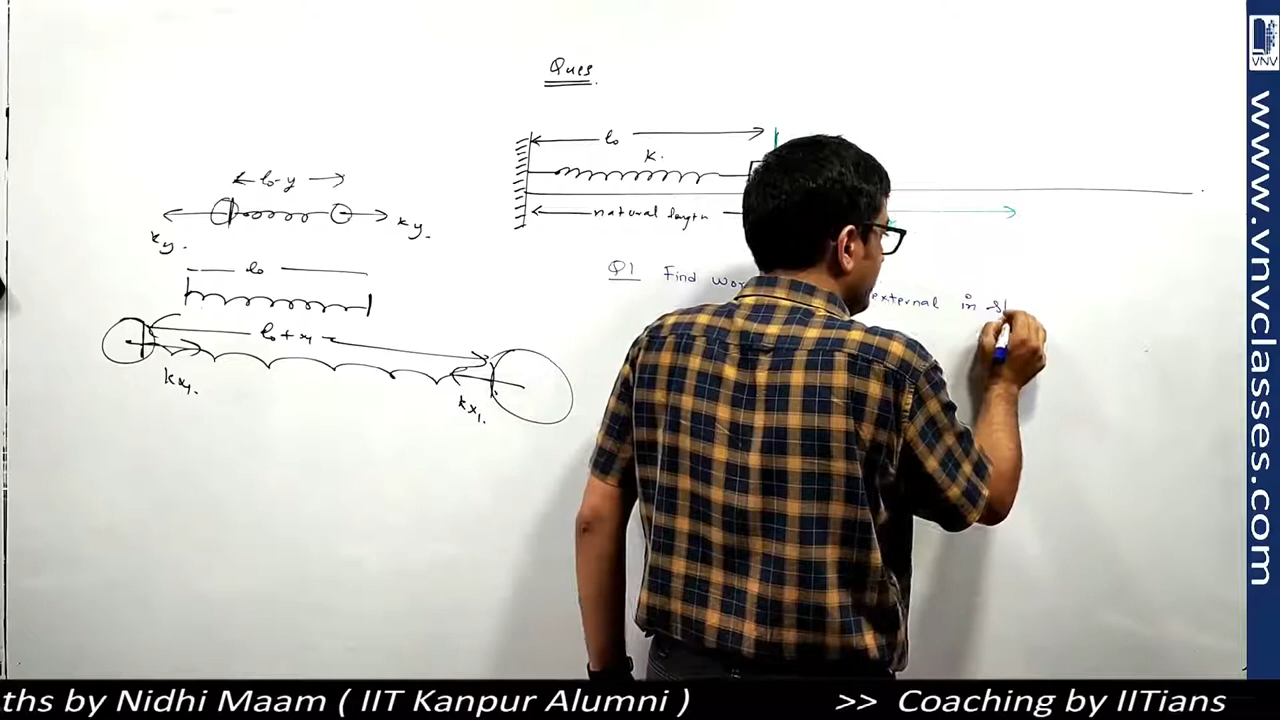 Ques.
l₀
k.
natural length
l₀-y
ky.
ky.
l₀
l₀ + x₁
kx₁.
kx₁.
Q1 Find external in
VNV
www.vnvclasses.com
ths by Nidhi Maam ( IIT Kanpur Alumni ) >> Coaching by IITians